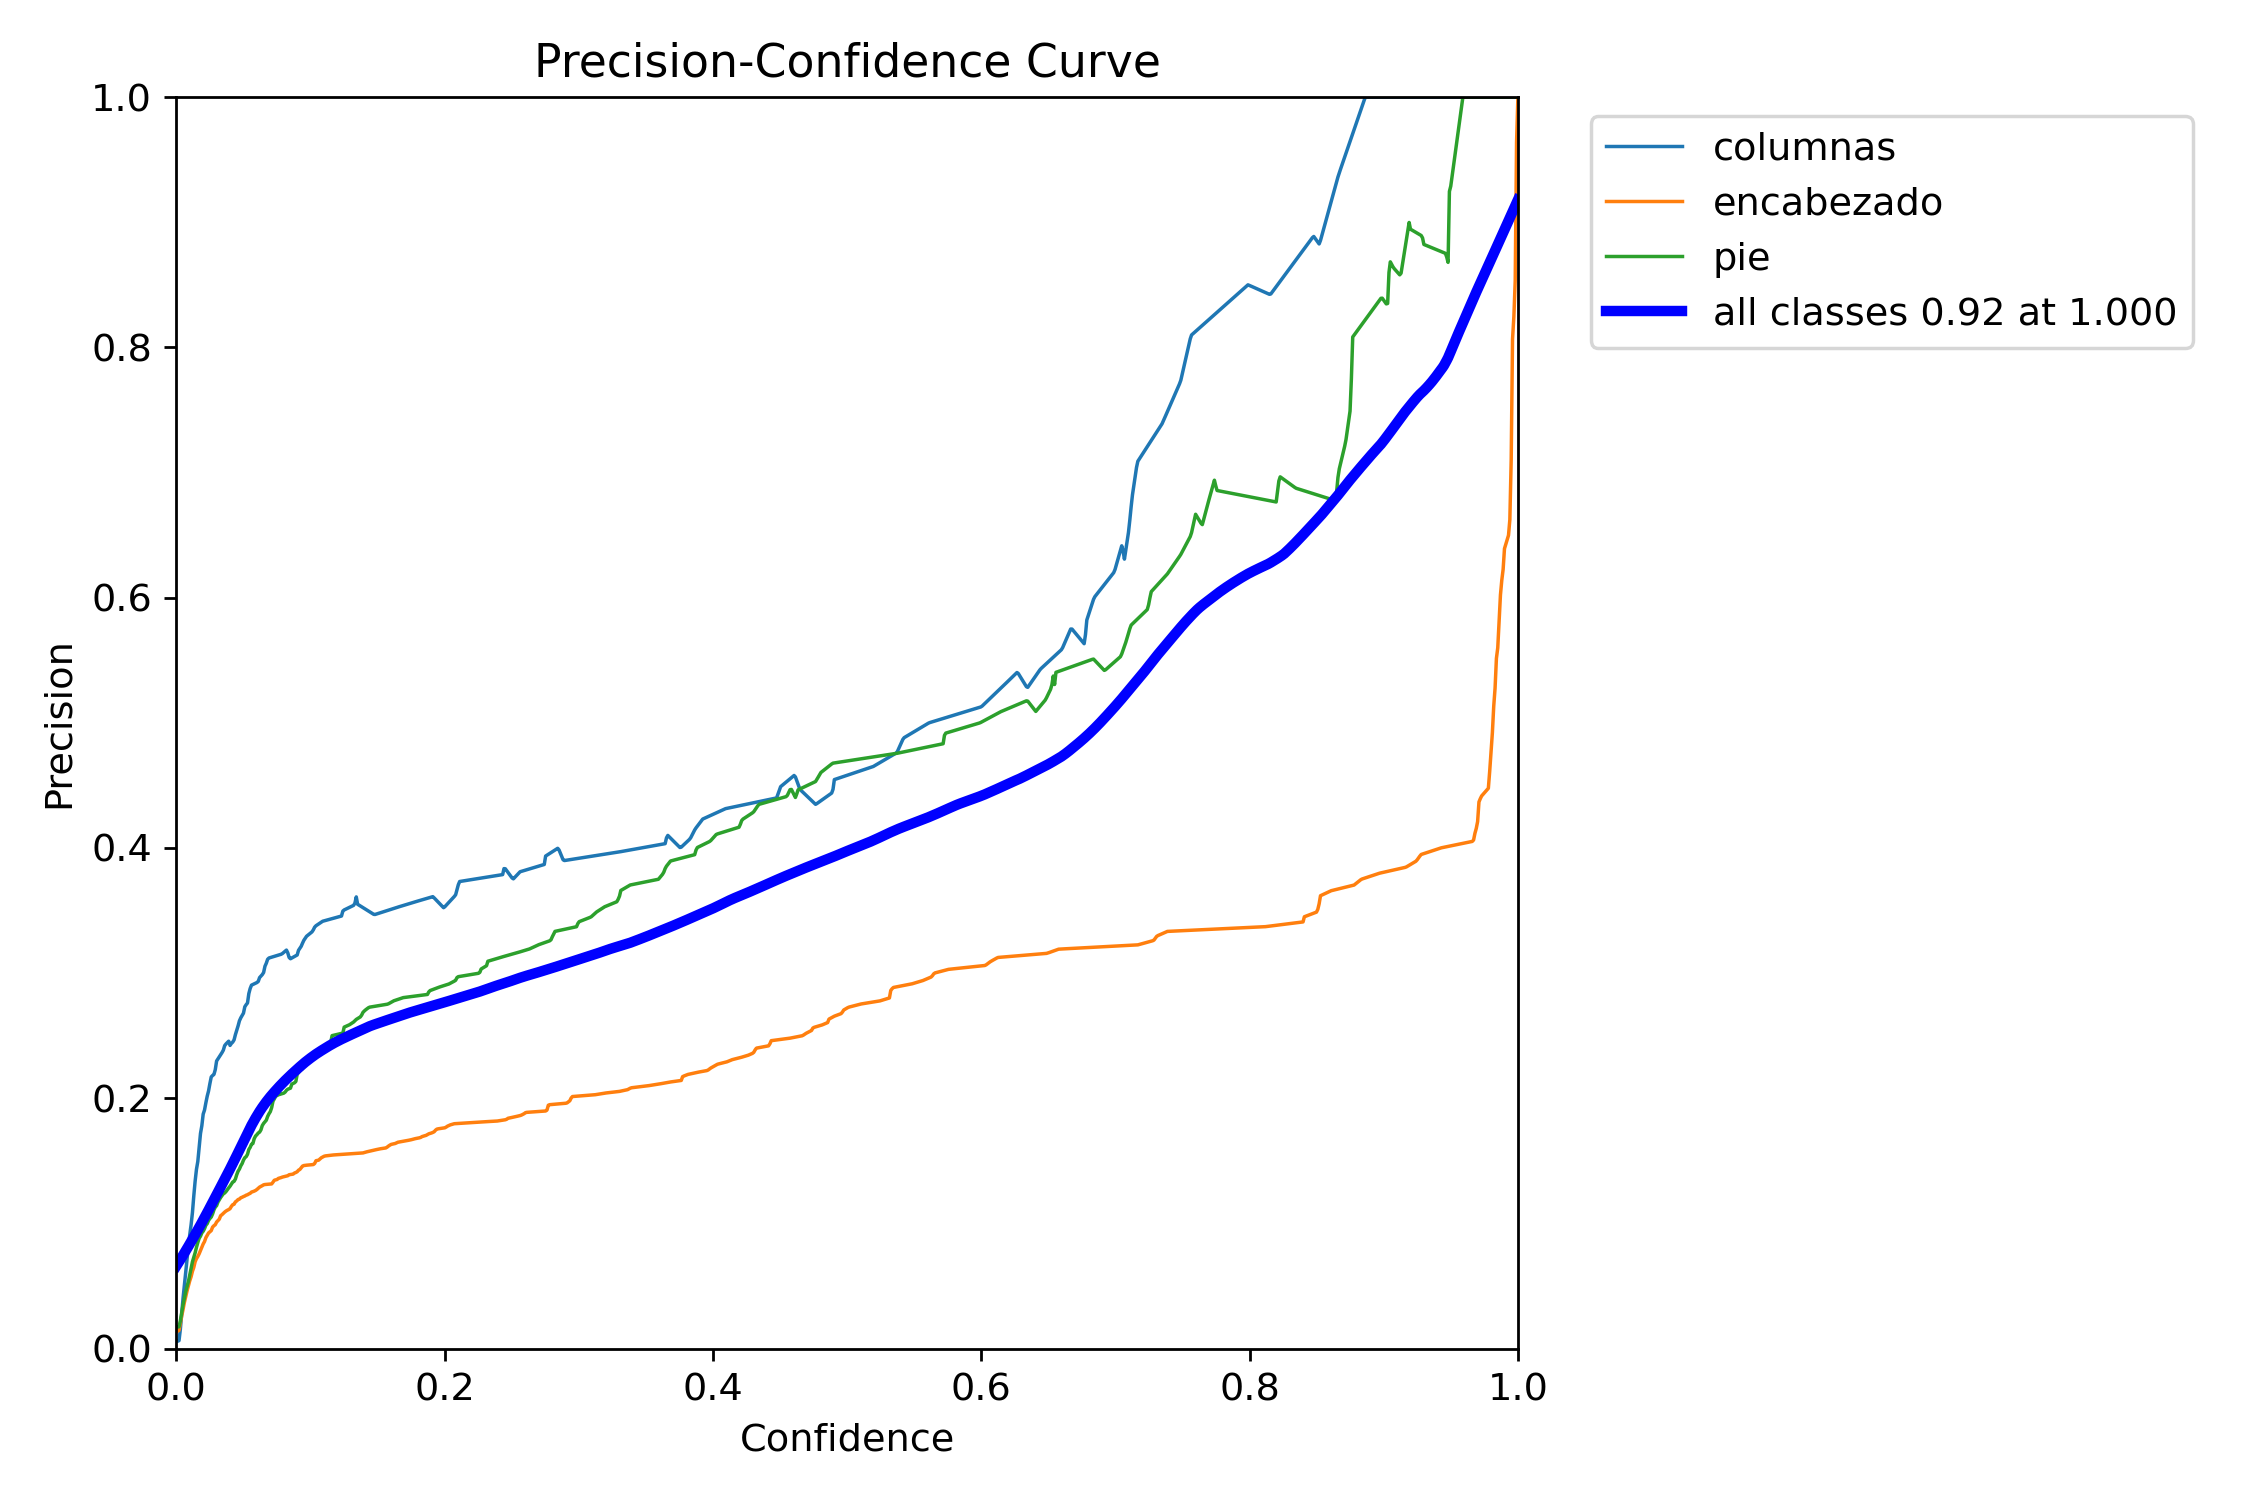 Precision-Confidence Curve
1.0
0.8
0.6
0.4
0.2
0.0
Precision
0.0 0.2 0.4 0.6 0.8 1.0
Confidence
columnas
encabezado
pie
all classes 0.92 at 1.000